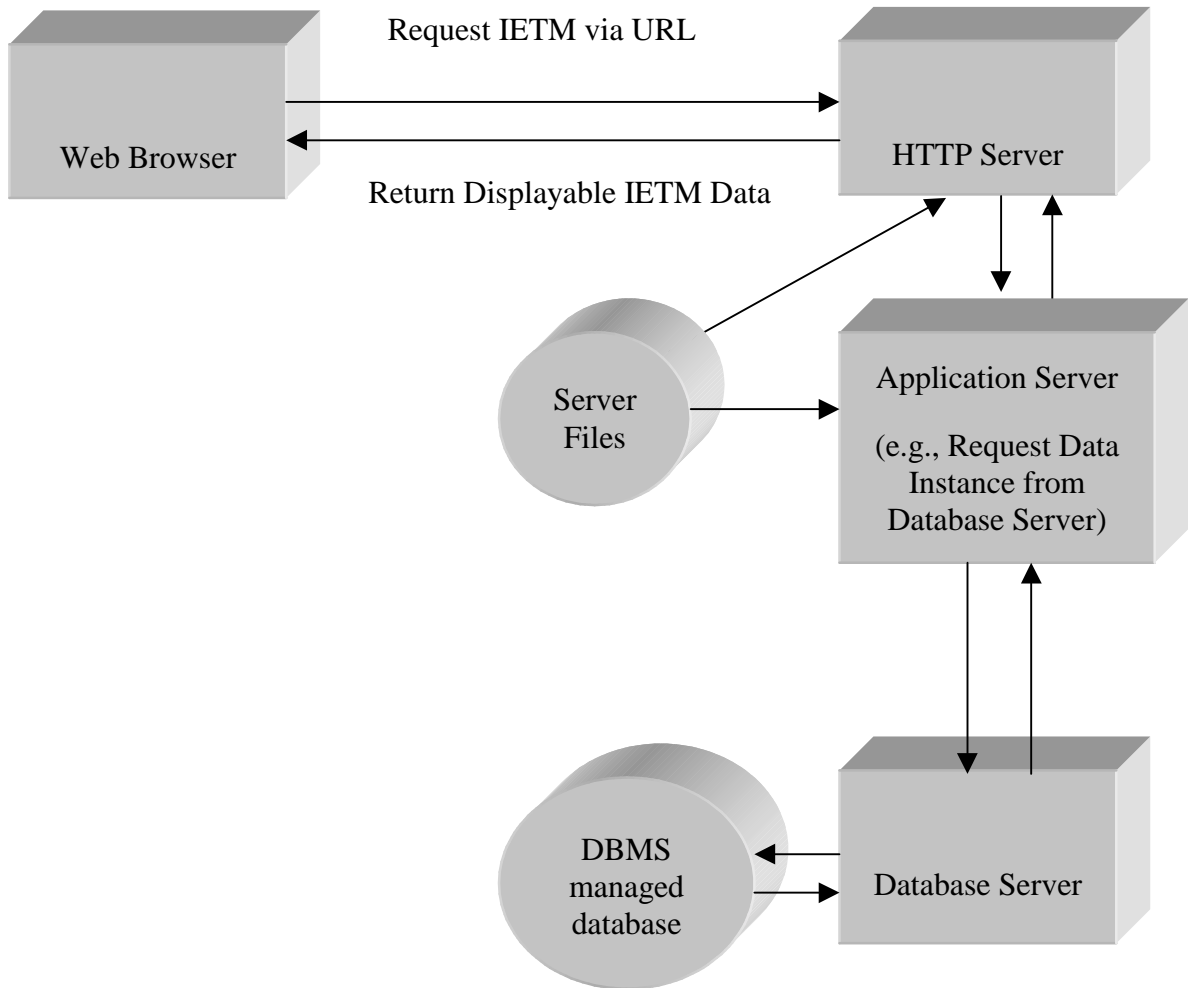 Request IETM via URL
Web Browser
HTTP Server
Return Displayable IETM Data
Server
Files
Application Server
(e.g., Request Data
Instance from
Database Server)
DBMS
managed
database
Database Server